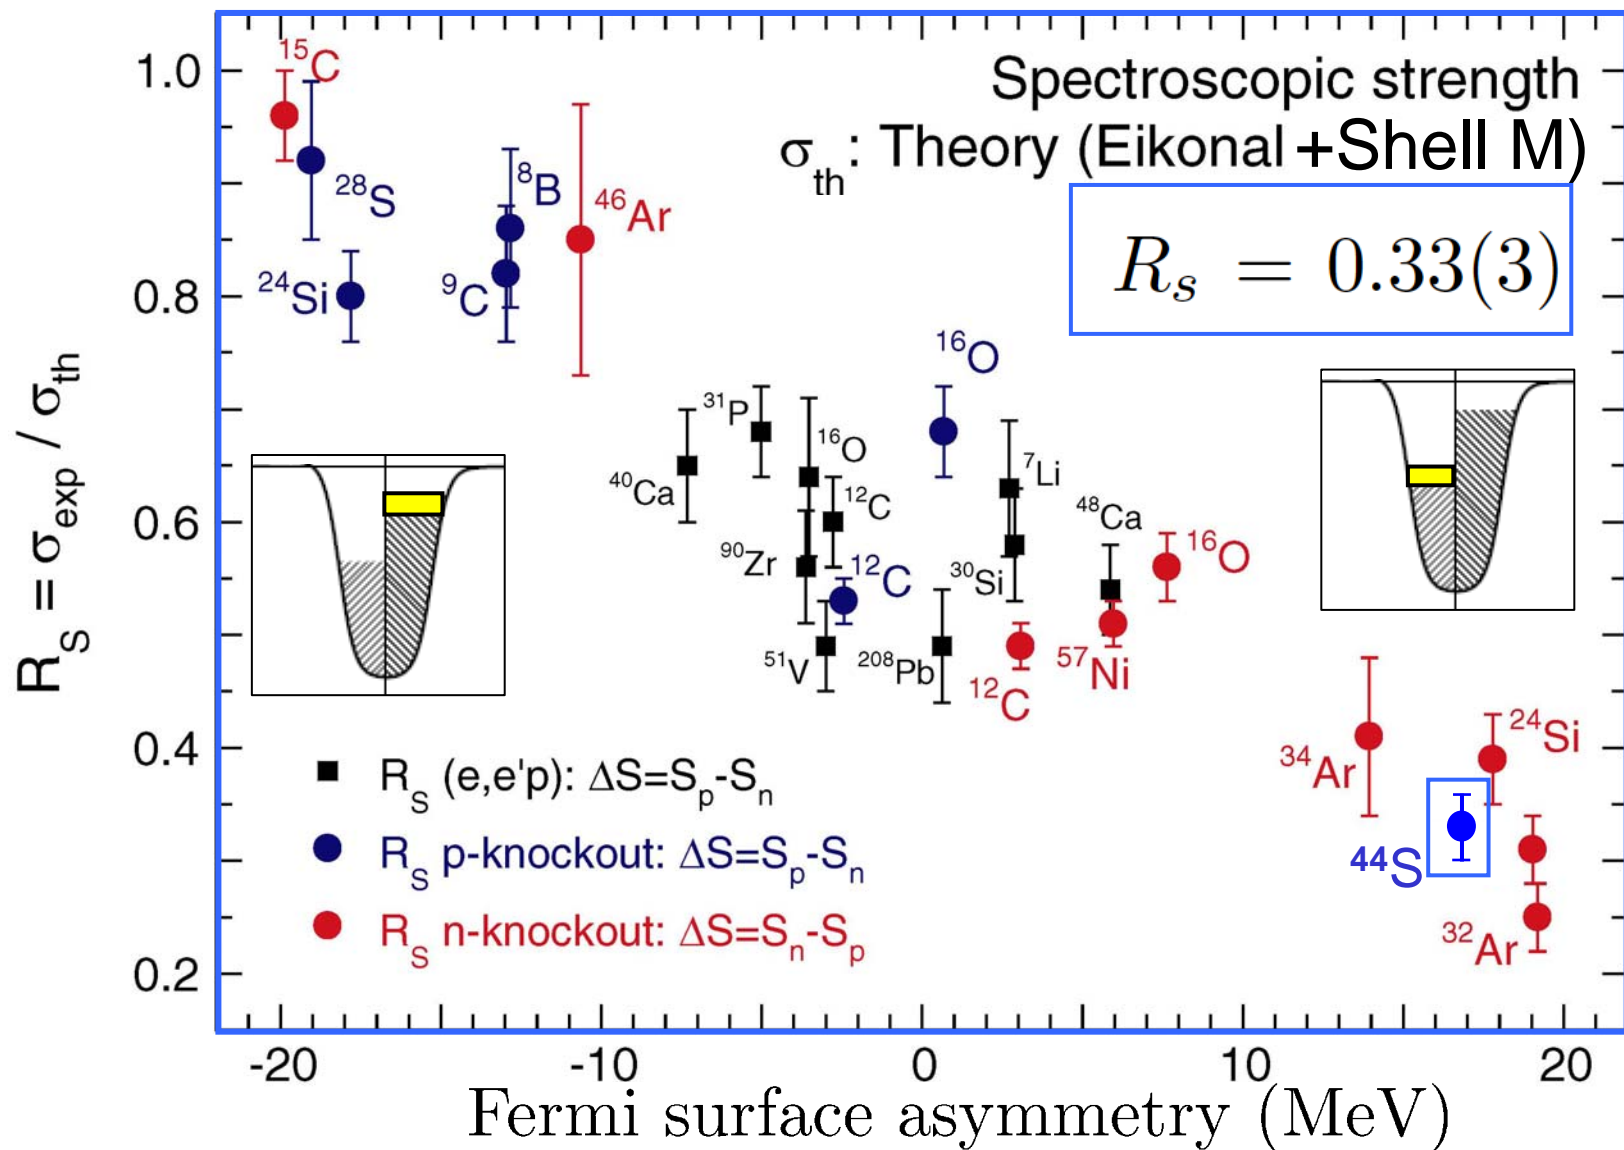 Spectroscopic strength
σth: Theory (Eikonal +Shell M)
Rs = 0.33(3)
RS = σexp / σth
1.0
0.8
0.6
0.4
0.2
15C
28S
24Si
8B
9C
46Ar
16O
31P
40Ca
16O
12C
90Zr
12C
51V
208Pb
7Li
30Si
48Ca
16O
12C
57Ni
34Ar
24Si
44S
32Ar
RS (e,e'p): ΔS=Sp-Sn
RS p-knockout: ΔS=Sp-Sn
RS n-knockout: ΔS=Sn-Sp
-20 -10 0 10 20
Fermi surface asymmetry (MeV)